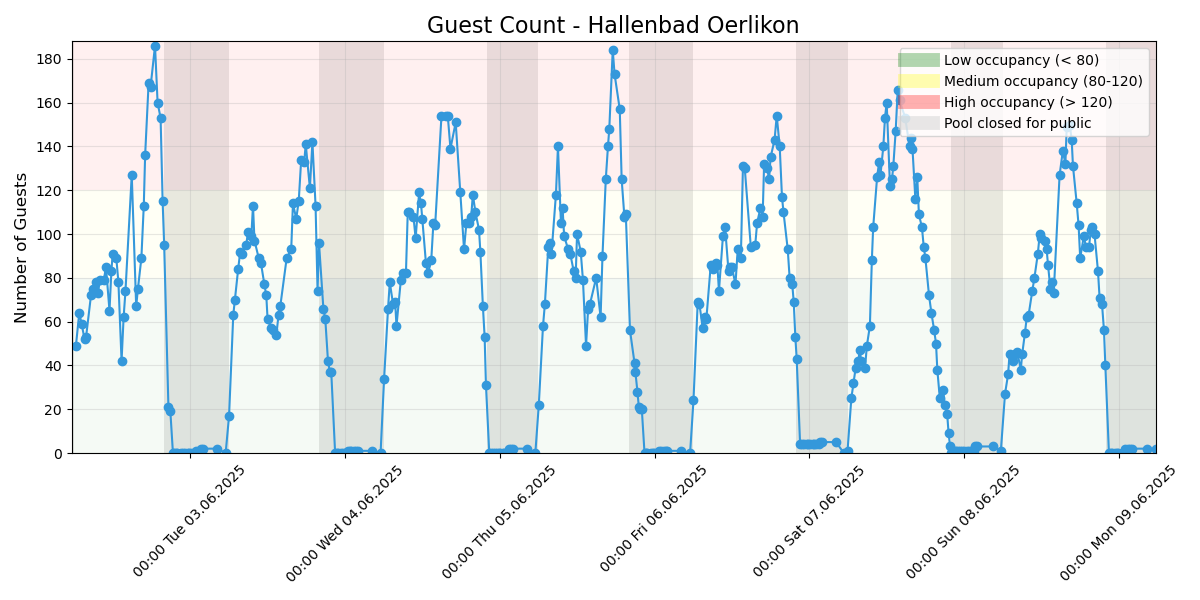 Guest Count - Hallenbad Oerlikon
Low occupancy (< 80)
Medium occupancy (80-120)
High occupancy (> 120)
Pool closed for public
Number of Guests
180
160
140
120
100
80
60
40
20
0
00:00 Tue 03.06.2025
00:00 Wed 04.06.2025
00:00 Thu 05.06.2025
00:00 Fri 06.06.2025
00:00 Sat 07.06.2025
00:00 Sun 08.06.2025
00:00 Mon 09.06.2025